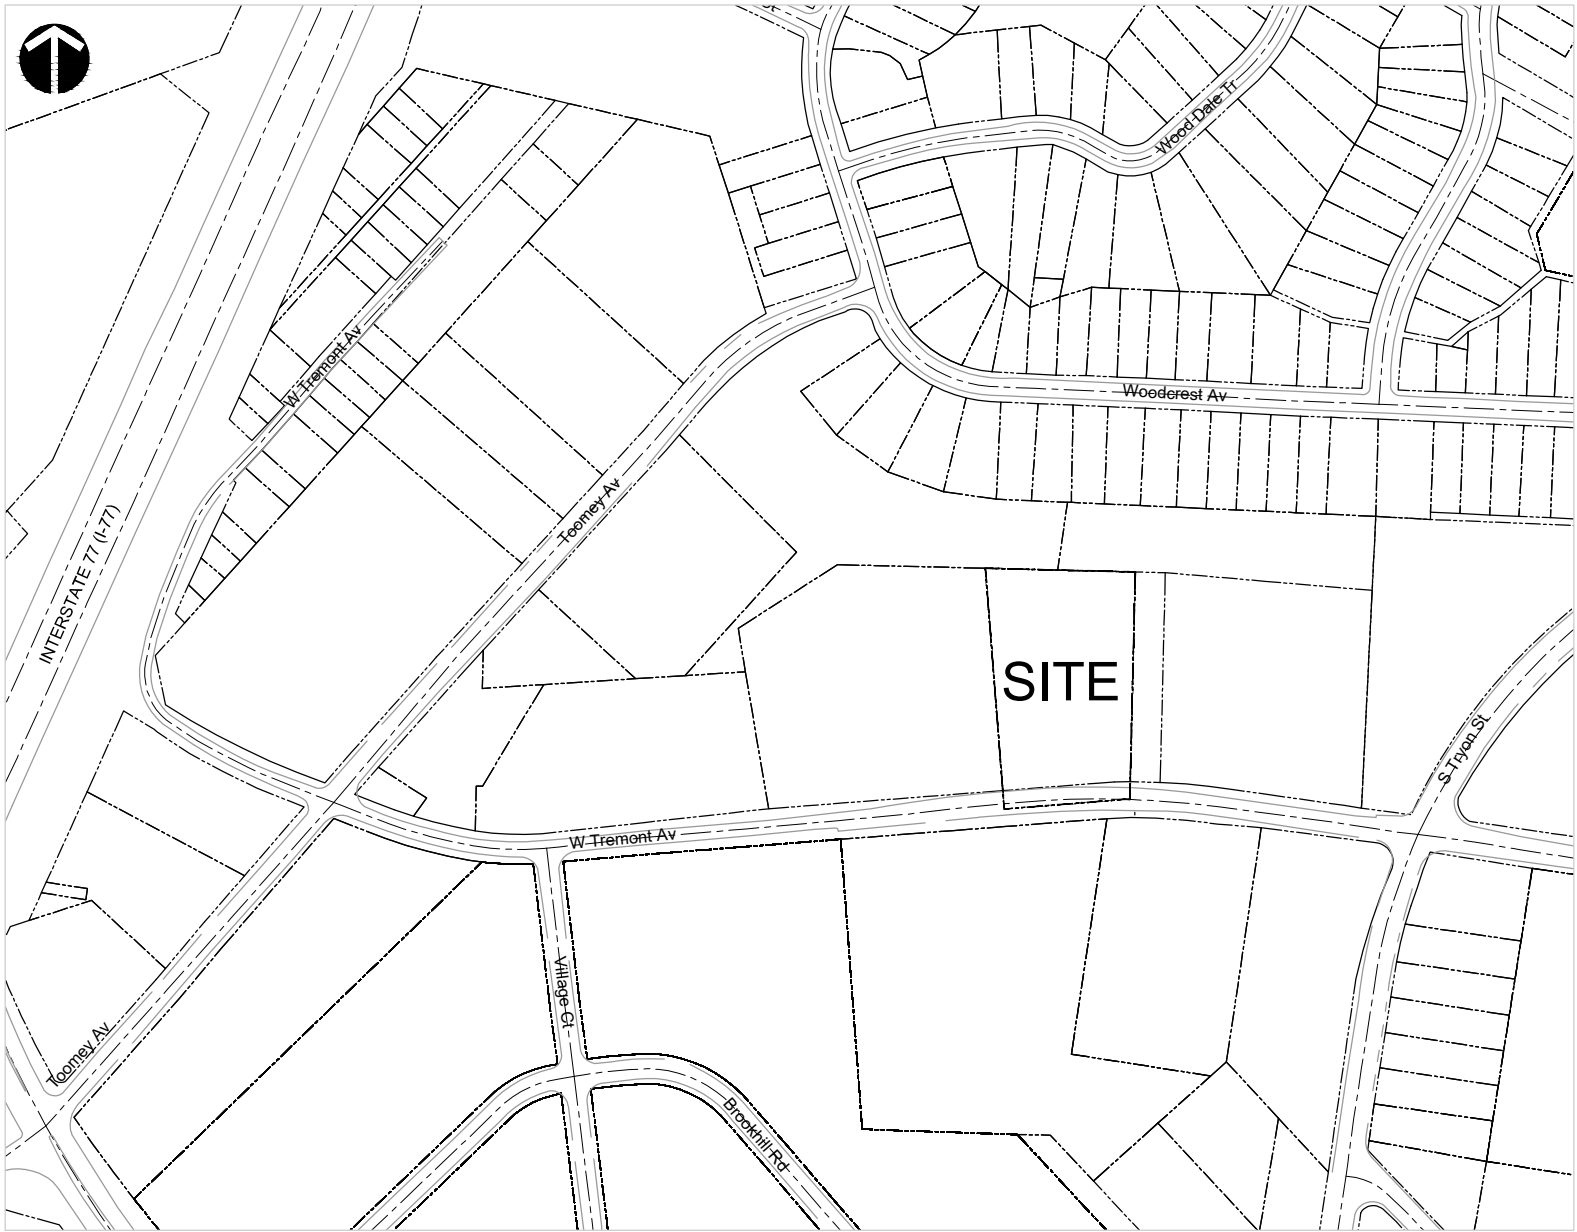 Wood Dale Tr
W Tremont Av
Woodcrest Av
Toomey Av
INTERSTATE 77 (I-77)
SITE
S Tryon St
W Tremont Av
Village Ct
Toomey Av
Brookhill Rd